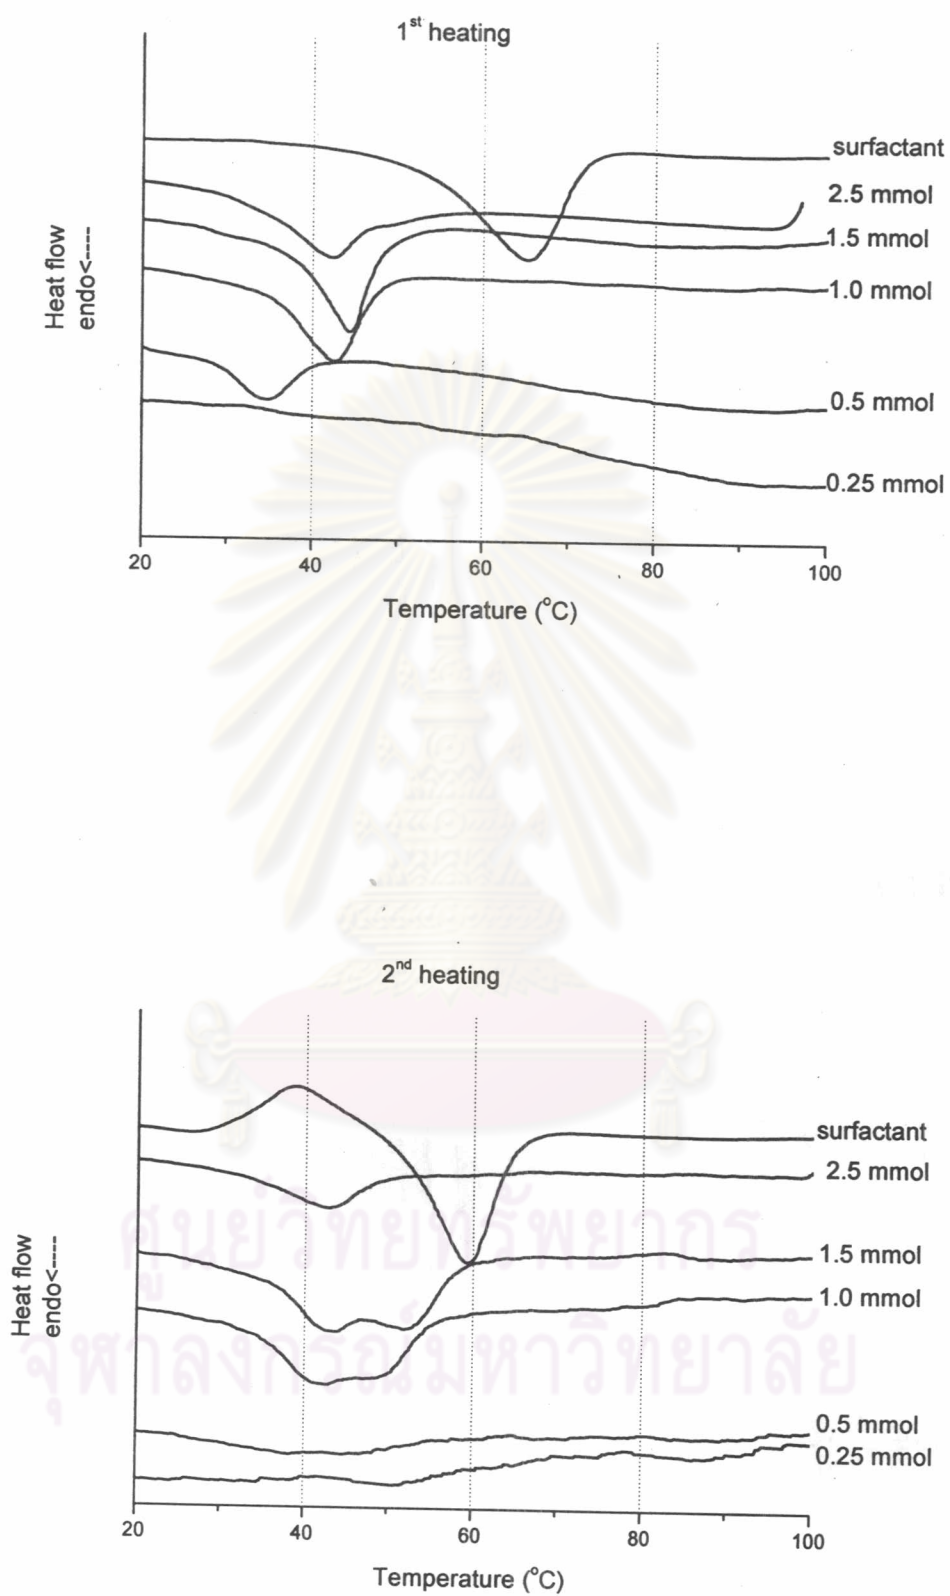 1st heating
surfactant
2.5 mmol
1.5 mmol
1.0 mmol
0.5 mmol
0.25 mmol
Heat flow
endo<----
20 40 60 80 100
Temperature (°C)
2nd heating
surfactant
2.5 mmol
1.5 mmol
1.0 mmol
0.5 mmol
0.25 mmol
Heat flow
endo<----
20 40 60 80 100
Temperature (°C)
ศูนย์วิทยทรัพยากร
จุฬาลงกรณ์มหาวิทยาลัย